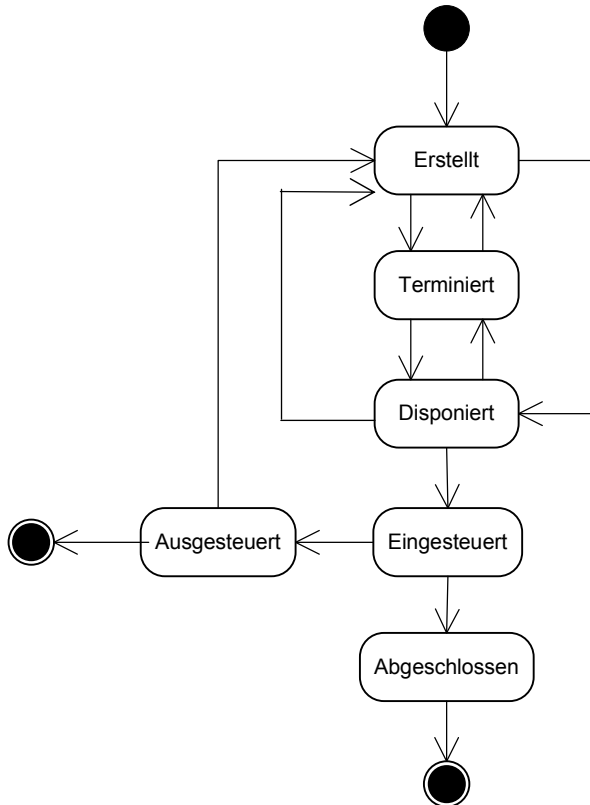 Erstellt
Terminiert
Disponiert
Ausgesteuert
Eingesteuert
Abgeschlossen